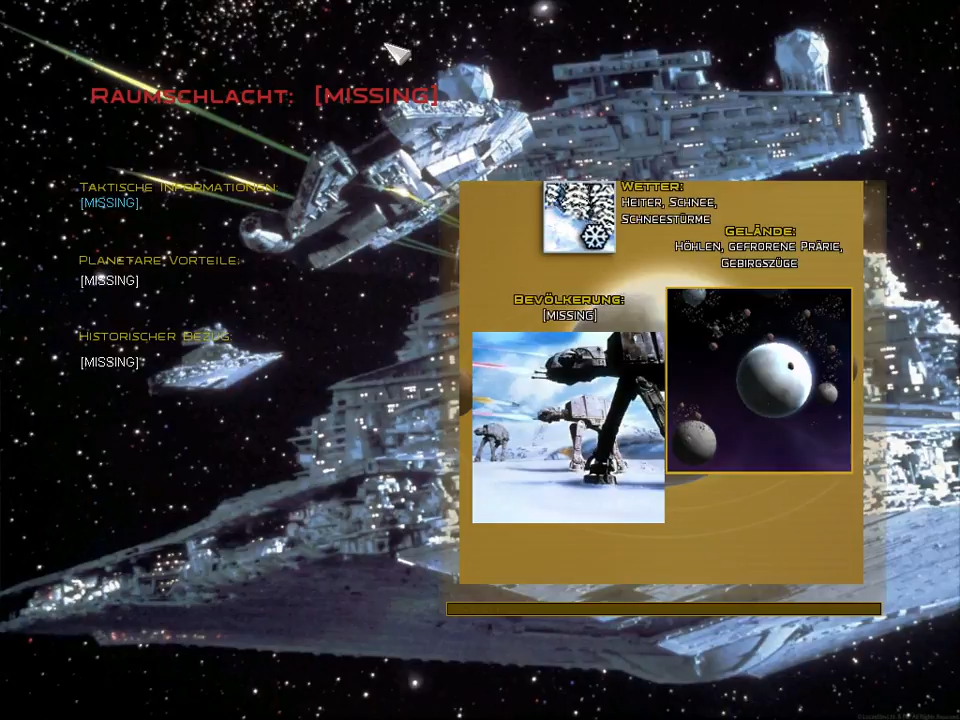 Raumschlacht: [MISSING]
Taktische Informationen:
[MISSING]
Planetare Vorteile:
[MISSING]
Historischer Bezug:
[MISSING]
Wetter:
Heiter, Schnee,
Schneestürme
Gelände:
Höhlen, gefrorene Prärie,
Gebirgszüge
Bevölkerung:
[MISSING]